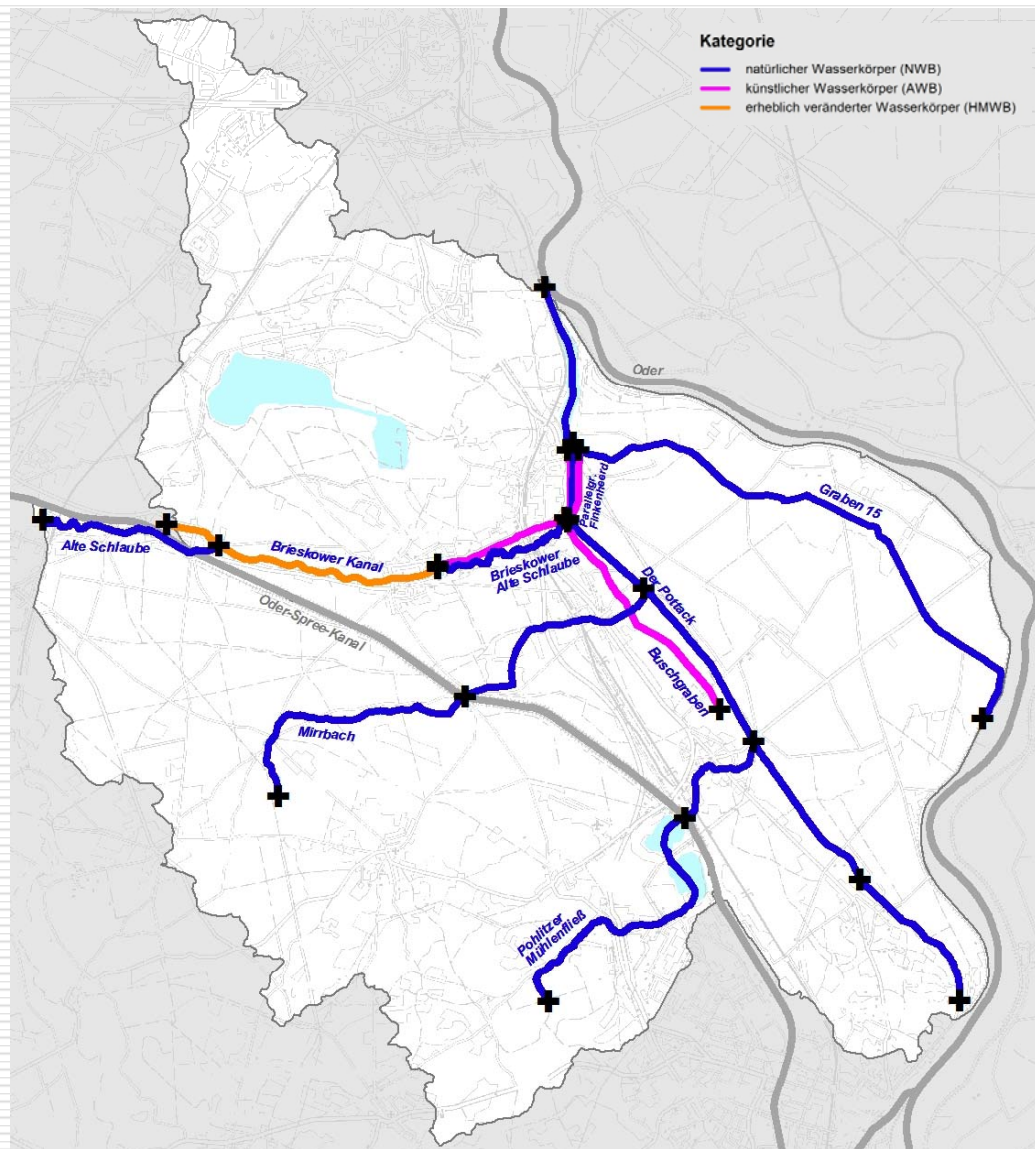 Kategorie
natürlicher Wasserkörper (NWB)
künstlicher Wasserkörper (AWB)
erheblich veränderter Wasserkörper (HMWB)
Oder
Parallelgr.
Finkenheerd
Graben 15
Alte Schlaube
Brieskower Kanal
Brieskower
Alte Schlaube
Der Pottack
Oder-Spree-Kanal
Buschgraben
Mirrbach
Pohlitzer
Mühlenfließ